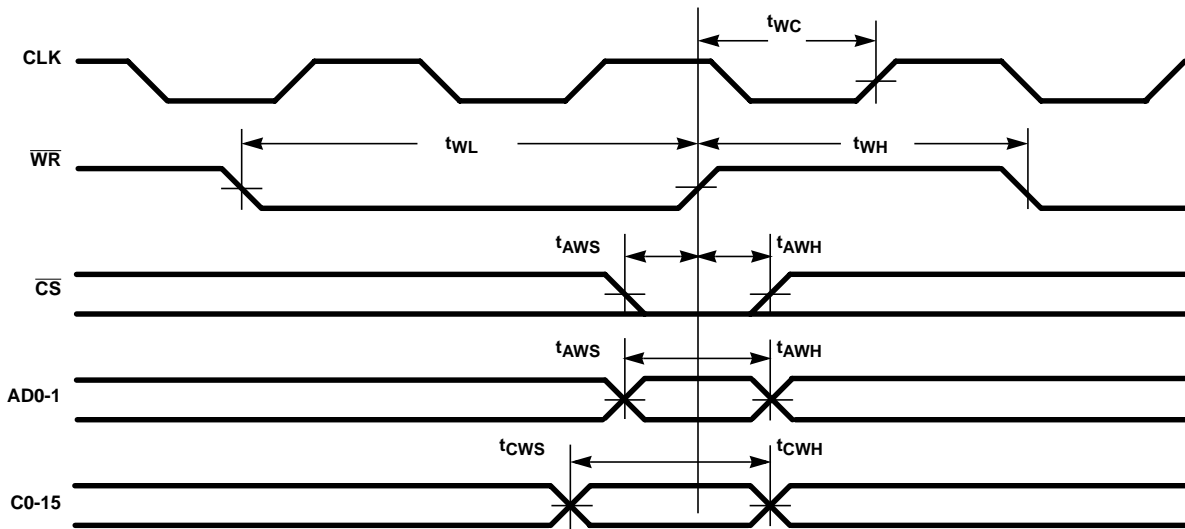 tWC
CLK
WR
tWL
tWH
CS
tAWS
tAWH
AD0-1
tAWS
tAWH
C0-15
tCWS
tCWH